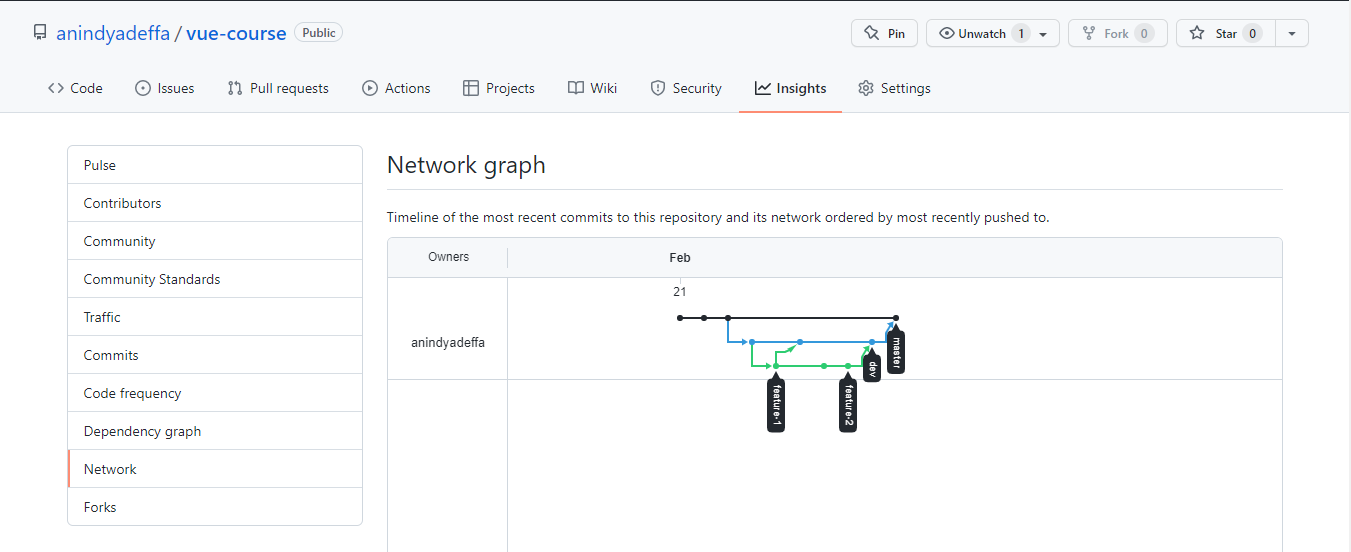 anindyadeffa / vue-course Public
Pin Unwatch 1 Fork 0 Star 0
Code Issues Pull requests Actions Projects Wiki Security Insights Settings
Pulse
Contributors
Community
Community Standards
Traffic
Commits
Code frequency
Dependency graph
Network
Forks
Network graph
Timeline of the most recent commits to this repository and its network ordered by most recently pushed to.
Owners Feb
21
anindyadeffa
master
dev
feature-1
feature-2